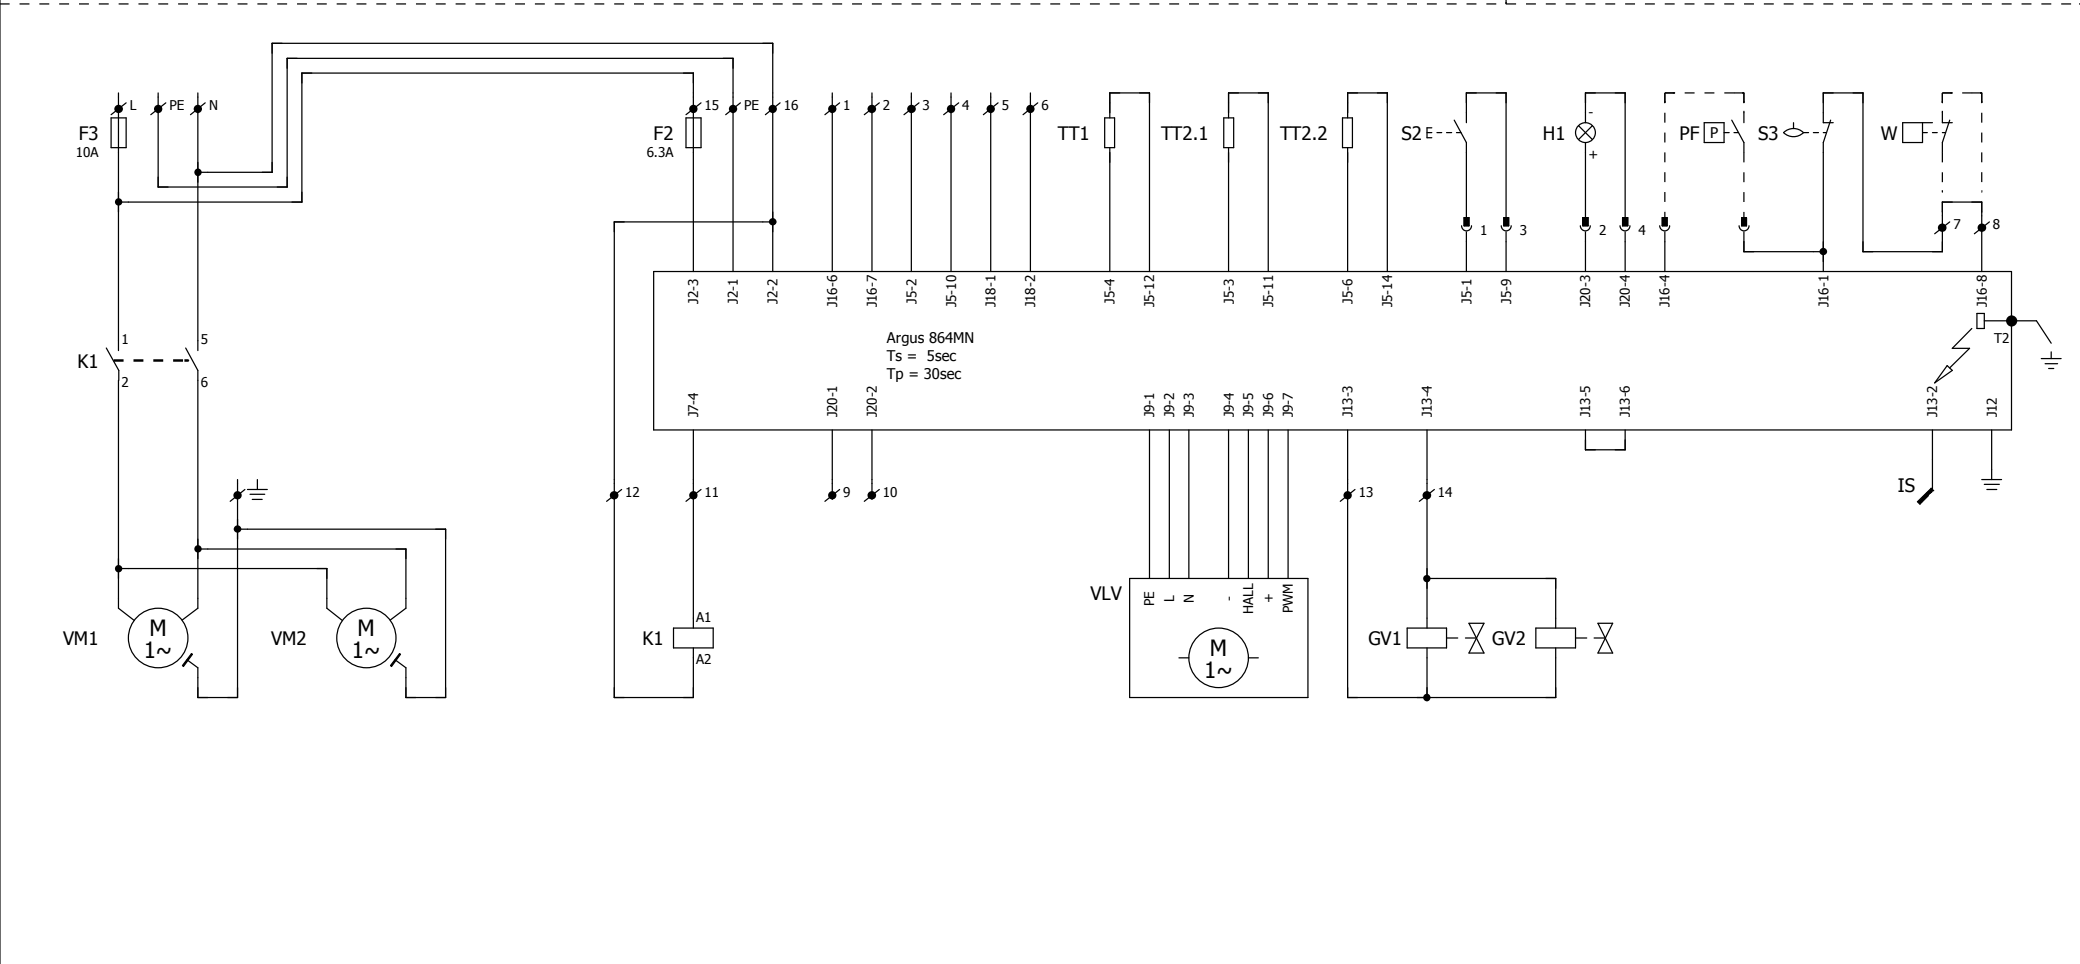 L PE N 15 PE 16 1 2 3 4 5 6
F3 F2 TT1 TT2.1 TT2.2 S2 E H1 - PF P S3 W
10A 6.3A +
1 3 2 4 7 8
J2-3 J2-1 J2-2 J16-6 J16-7 J5-2 J5-10 J18-1 J18-2 J5-4 J5-12 J5-3 J5-11 J5-6 J5-14 J5-1 J5-9 J20-3 J20-4 J16-4 J16-1 J16-8
Argus 864MN
Ts = 5sec
Tp = 30sec
T2
1 5
K1
2 6
J7-4 J20-1 J20-2 J9-1 J9-2 J9-3 J9-4 J9-5 J9-6 J9-7 J13-3 J13-4 J13-5 J13-6 J13-2 J12
12 11 9 10 13 14 IS
VLV PE L N - HALL + PWM
VM1 M 1~ VM2 M 1~ K1 A1 A2 M 1~ GV1 GV2